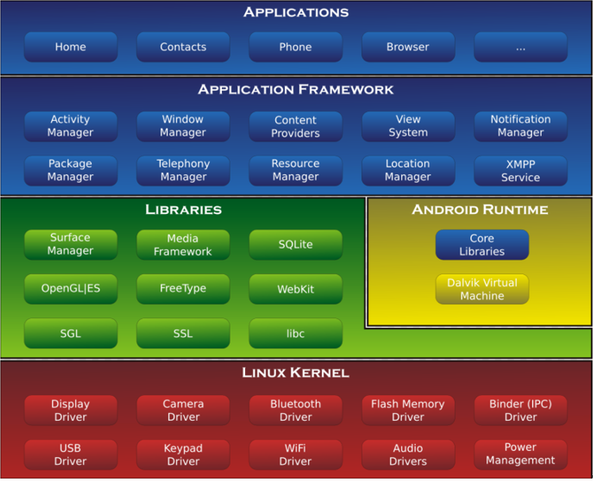 APPLICATIONS
Home
Contacts
Phone
Browser
...
APPLICATION FRAMEWORK
Activity
Manager
Window
Manager
Content
Providers
View
System
Notification
Manager
Package
Manager
Telephony
Manager
Resource
Manager
Location
Manager
XMPP
Service
LIBRARIES
Surface
Manager
Media
Framework
SQLite
OpenGL|ES
FreeType
WebKit
SGL
SSL
libc
ANDROID RUNTIME
Core
Libraries
Dalvik Virtual
Machine
LINUX KERNEL
Display
Driver
Camera
Driver
Bluetooth
Driver
Flash Memory
Driver
Binder (IPC)
Driver
USB
Driver
Keypad
Driver
WiFi
Driver
Audio
Drivers
Power
Management